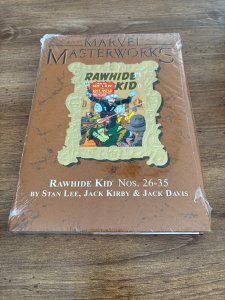 MARVEL
MASTERWORKS
RAWHIDE
KID
RAWHIDE KID NOS. 26-35
BY STAN LEE, JACK KIRBY & JACK DAVIS